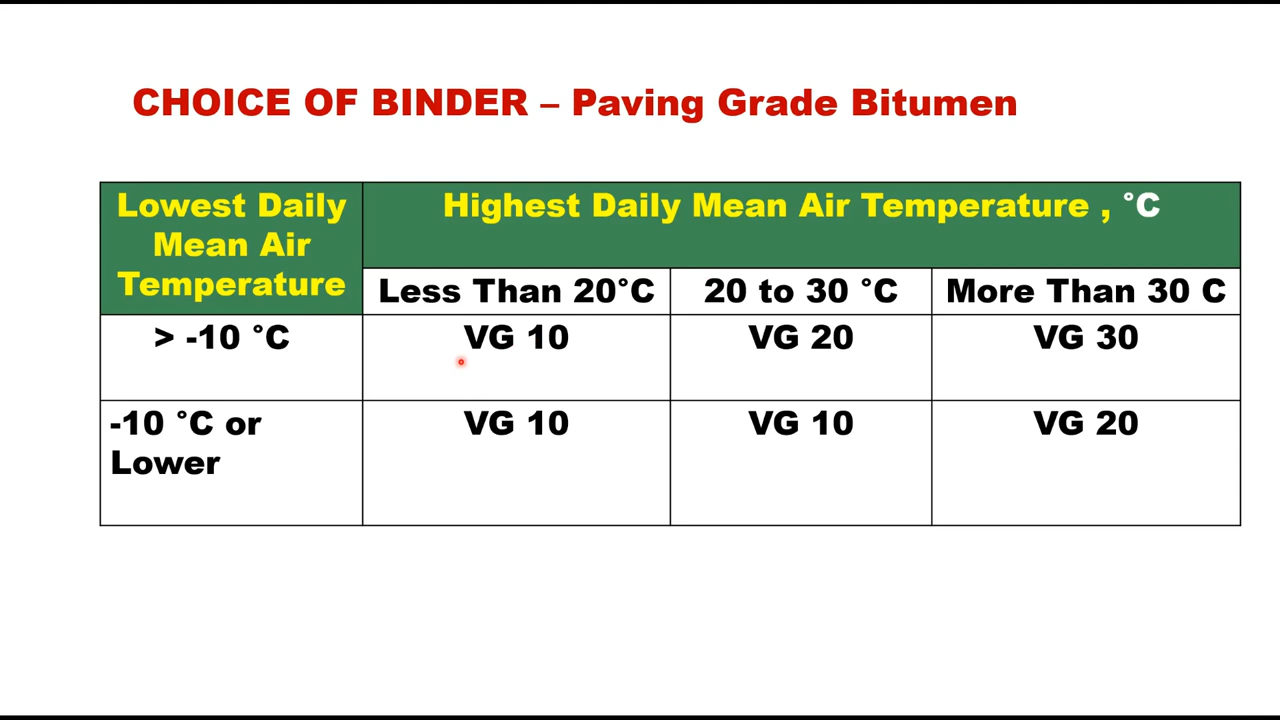 CHOICE OF BINDER – Paving Grade Bitumen
Lowest Daily
Mean Air
Temperature
Highest Daily Mean Air Temperature , °C
Less Than 20°C
20 to 30 °C
More Than 30 C
> -10 °C
VG 10
VG 20
VG 30
-10 °C or
Lower
VG 10
VG 10
VG 20